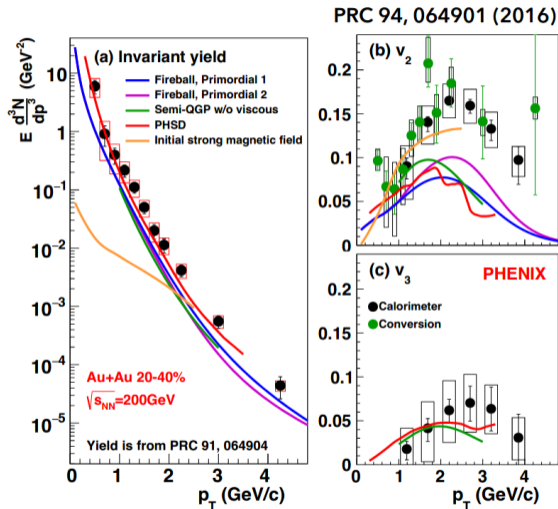 PRC 94, 064901 (2016)
E d³N/dp³ (GeV⁻²)
(a) Invariant yield
Fireball, Primordial 1
Fireball, Primordial 2
Semi-QGP w/o viscous
PHSD
Initial strong magnetic field
10
1
10⁻¹
10⁻²
10⁻³
10⁻⁴
10⁻⁵
Au+Au 20-40%
√sNN=200GeV
Yield is from PRC 91, 064904
0 1 2 3 4
pT (GeV/c)
(b) v2
0.2
0.15
0.1
0.05
0
(c) v3
PHENIX
Calorimeter
Conversion
0.2
0.15
0.1
0.05
0
0 1 2 3 4
pT (GeV/c)